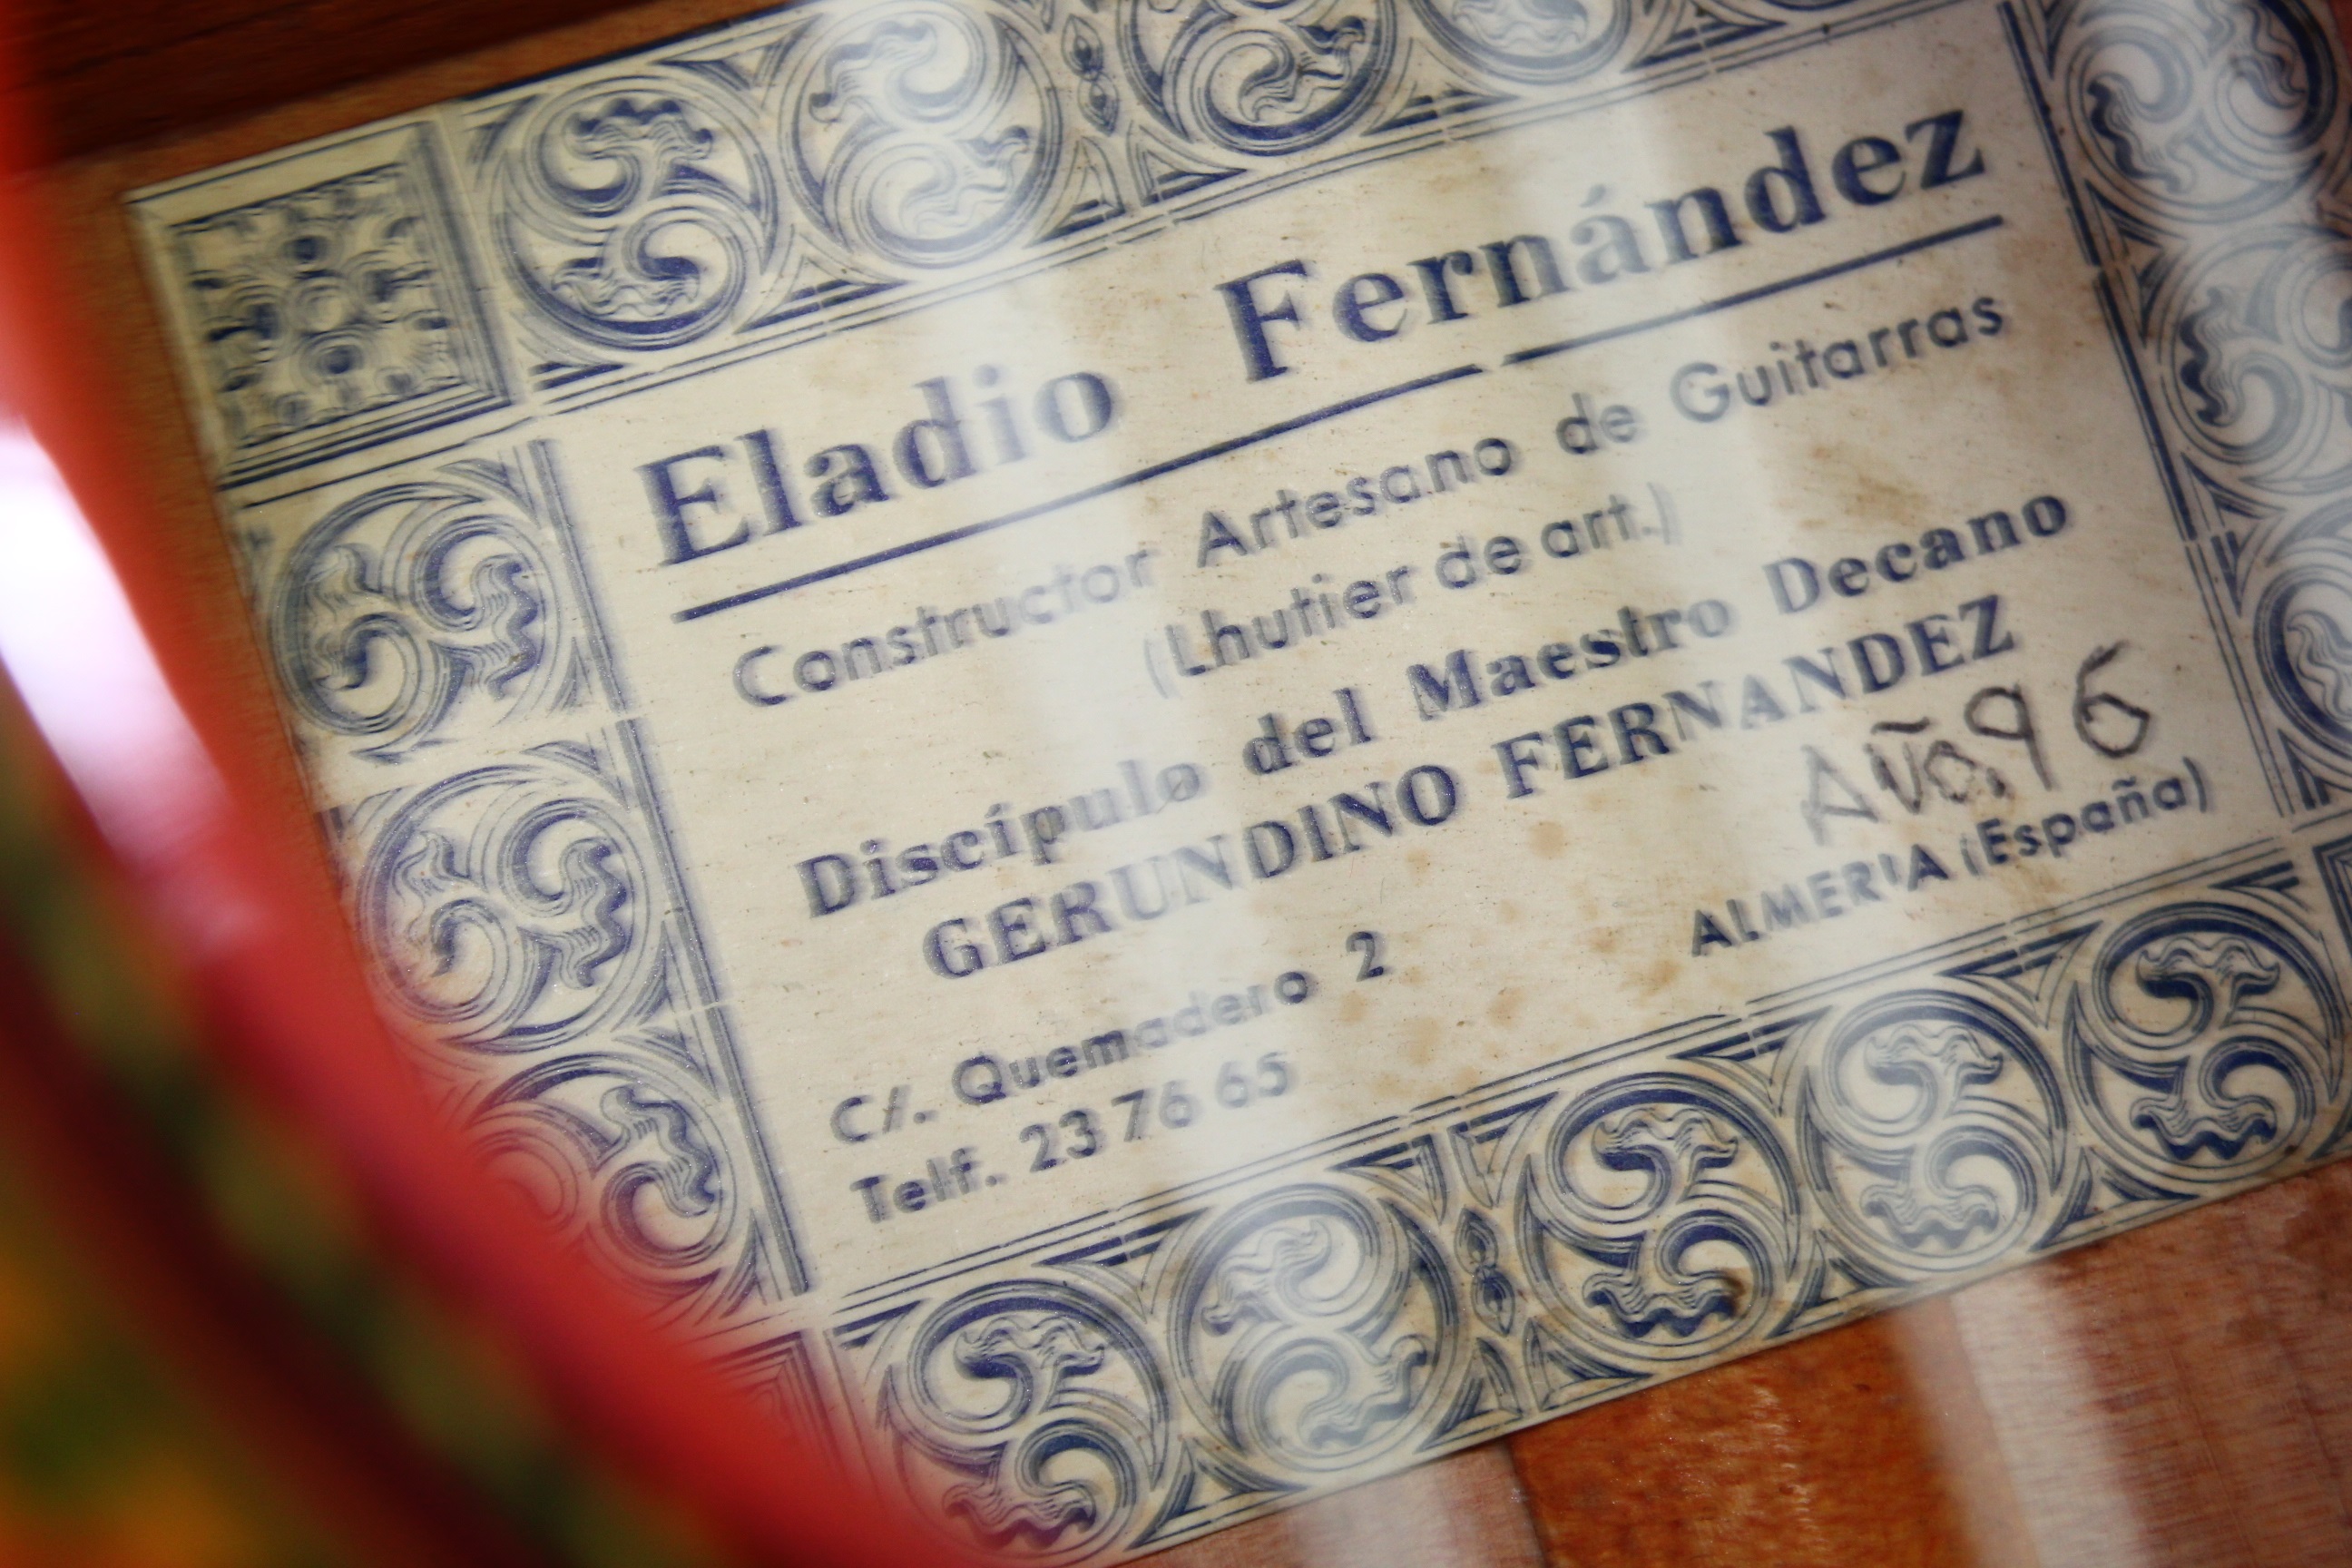 Eladio Fernández
Constructor Artesano de Guitarras
(Lhutier de art.)
Discípulo del Maestro Decano
GERUNDINO FERNANDEZ
Año. 96
C/. Quemadero 2
ALMERIA (España)
Telf. 23 76 65